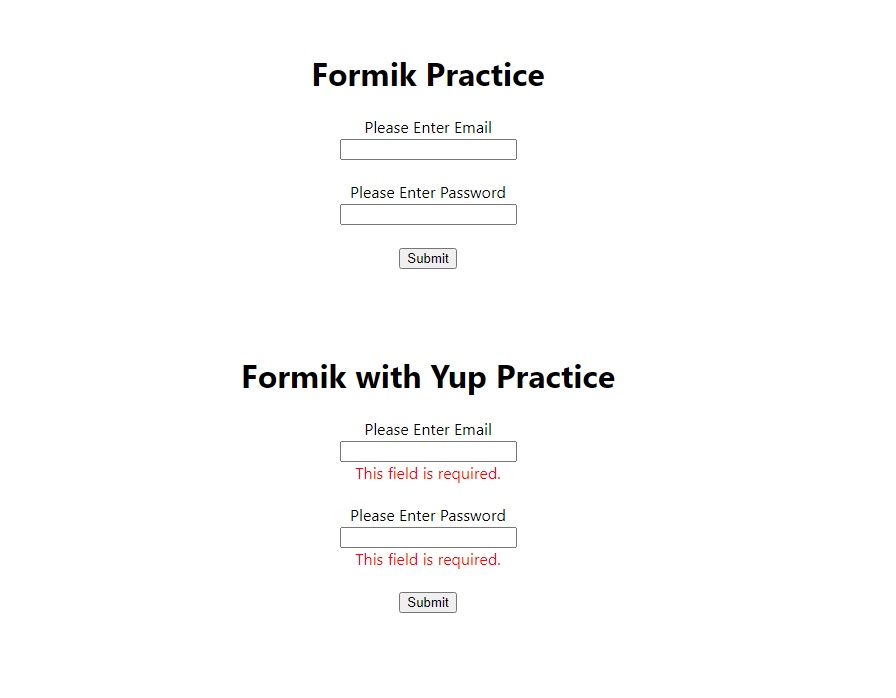 Formik Practice
Please Enter Email
Please Enter Password
Submit
Formik with Yup Practice
Please Enter Email
This field is required.
Please Enter Password
This field is required.
Submit